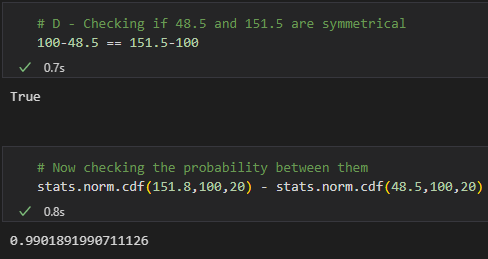 # D - Checking if 48.5 and 151.5 are symmetrical
100-48.5 == 151.5-100
0.7s
True
# Now checking the probability between them
stats.norm.cdf(151.8,100,20) - stats.norm.cdf(48.5,100,20)
0.8s
0.9901891990711126